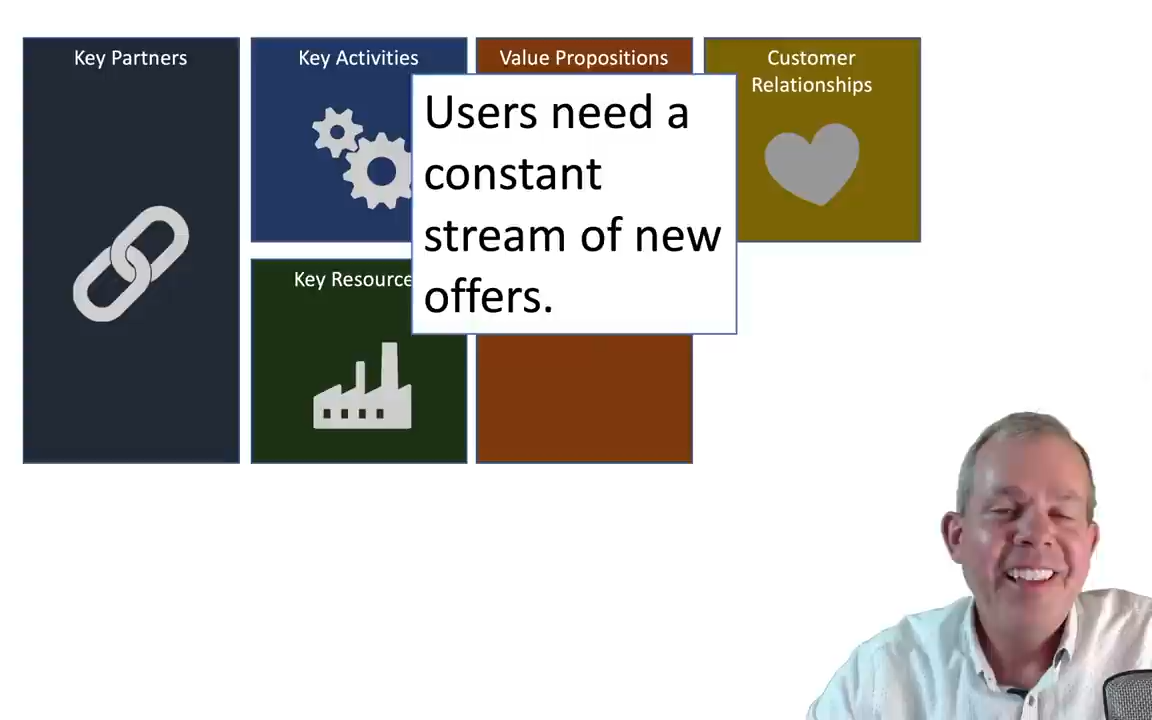 Key Partners
Key Activities
Value Propositions
Customer
Relationships
Users need a
constant
stream of new
offers.
Key Resource